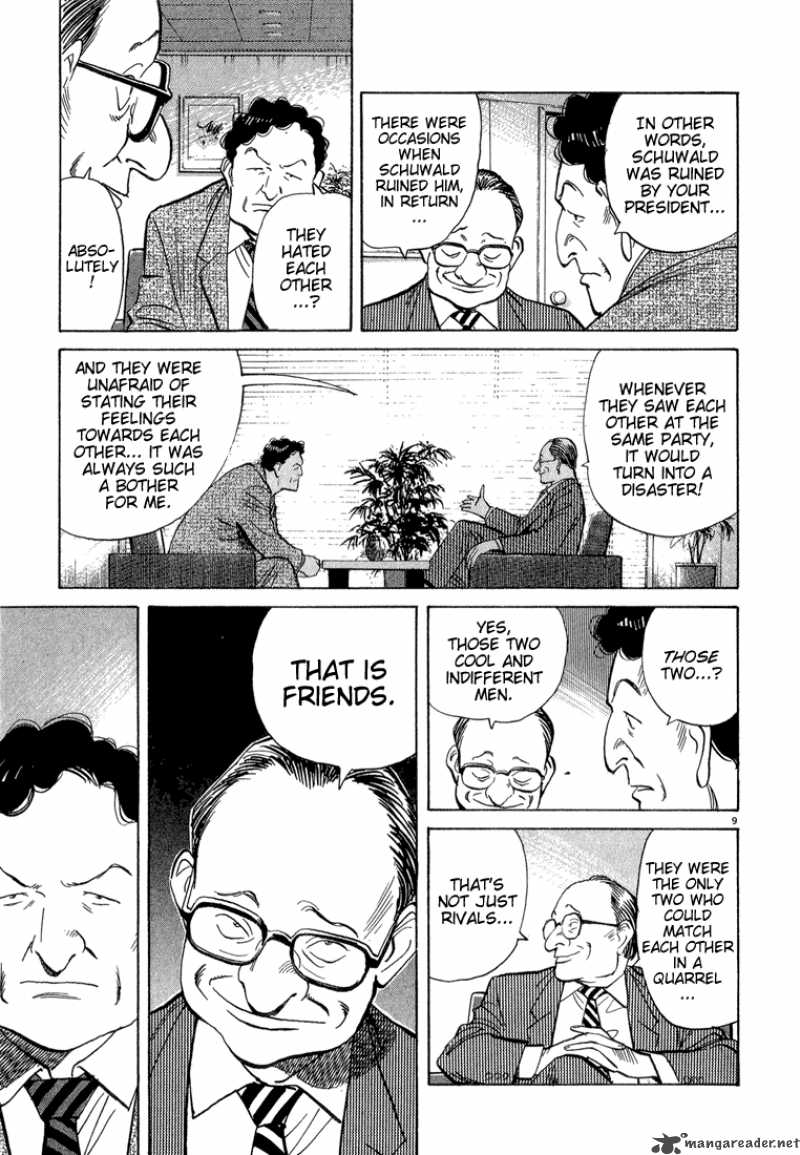 IN OTHER
WORDS,
SCHUWALD
WAS RUINED
BY YOUR
PRESIDENT...
THERE WERE
OCCASIONS
WHEN
SCHUWALD
RUINED HIM,
IN RETURN
...
THEY
HATED
EACH
OTHER
...?
ABSO-
LUTELY
!
WHENEVER
THEY SAW EACH
OTHER AT THE
SAME PARTY,
IT WOULD
TURN INTO A
DISASTER!
AND THEY WERE
UNAFRAID OF
STATING THEIR
FEELINGS
TOWARDS EACH
OTHER... IT WAS
ALWAYS SUCH
A BOTHER
FOR ME.
THOSE
TWO...?
YES,
THOSE TWO
COOL AND
INDIFFERENT
MEN.
9
THEY WERE
THE ONLY
TWO WHO
COULD
MATCH
EACH OTHER
IN A
QUARREL
...
THAT'S
NOT JUST
RIVALS...
THAT IS
FRIENDS.
mangareader.net